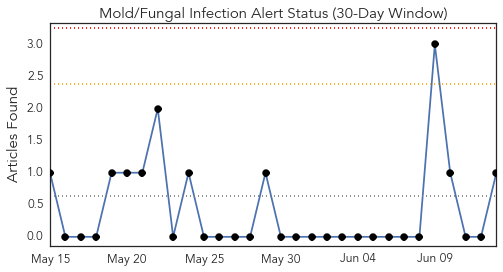 Mold/Fungal Infection Alert Status (30-Day Window)
Articles Found
3.0
2.5
2.0
1.5
1.0
0.5
0.0
May 15
May 20
May 25
May 30
Jun 04
Jun 09